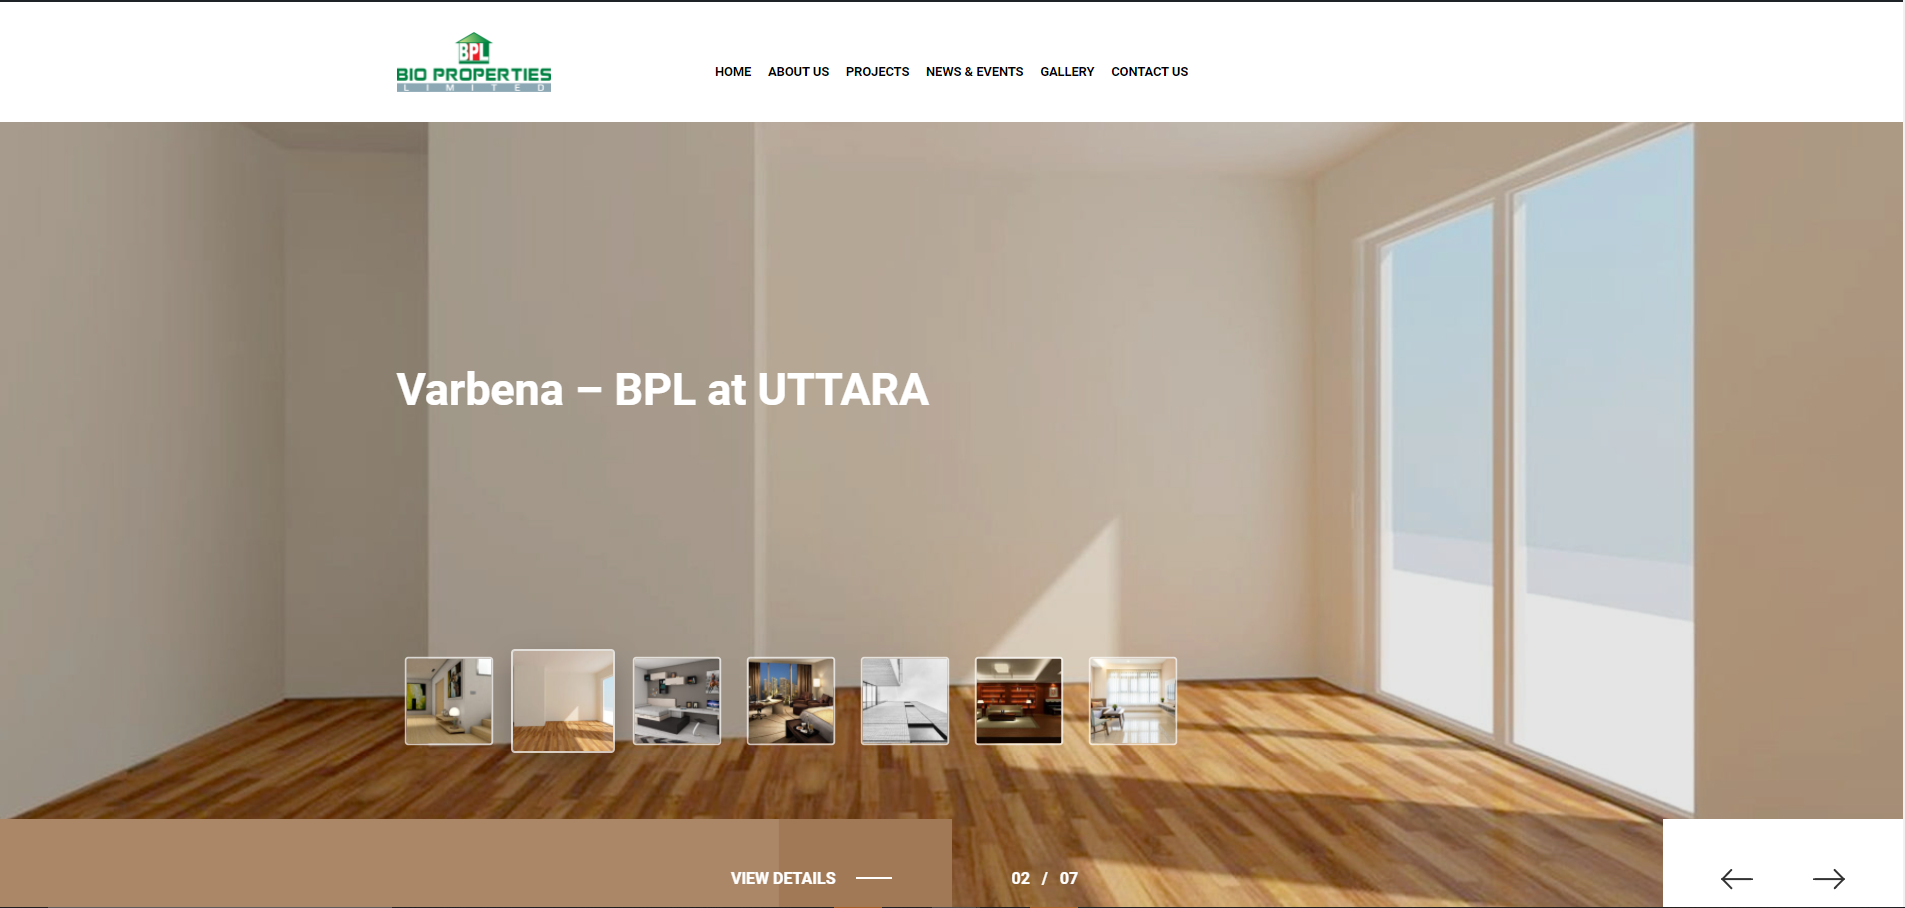 BPL
BIO PROPERTIES
LIMITED
HOME ABOUT US PROJECTS NEWS & EVENTS GALLERY CONTACT US
Varbena – BPL at UTTARA
VIEW DETAILS
02 / 07